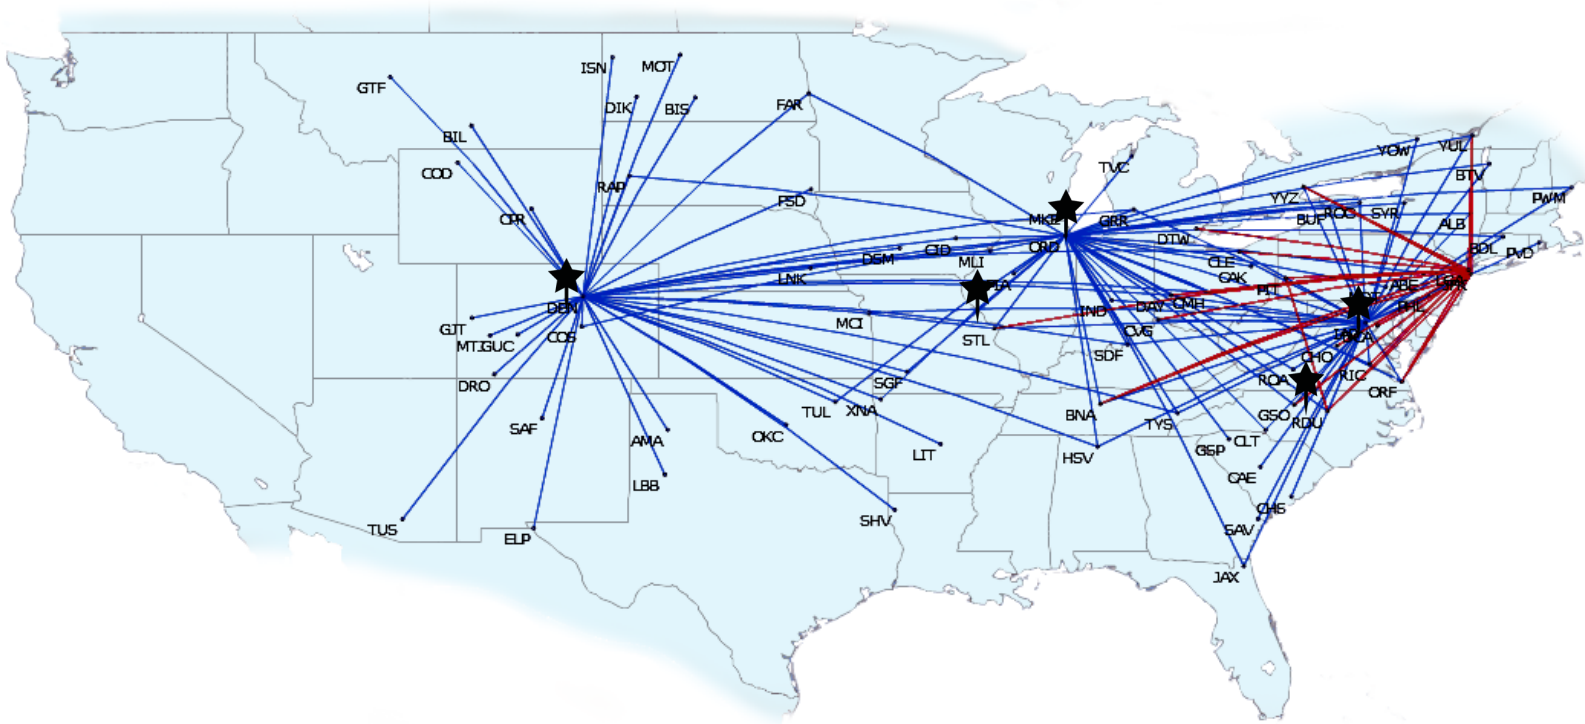 GTF
ISN
MOT
DIK
BIS
FAR
BIL
COD
RAP
CPR
FSD
TVC
YOW
YUL
BTV
YYZ
BUF
ROC
SYR
PWM
MKE
GRR
ALB
ORD
DTW
BDL
PVD
DSM
CID
MLI
CLE
CAK
LNK
PIT
ABE
DEN
IND
DAY
CMH
PHL
GJT
COS
MCI
STL
CVG
DCA
MTJ
GUC
SDF
CHO
DRO
SGF
ROA
RIC
ORF
TUL
XNA
BNA
TYS
GSO
RDU
SAF
AMA
OKC
LIT
HSV
GSP
CLT
LBB
CAE
SHV
CHS
TUS
ELP
SAV
JAX